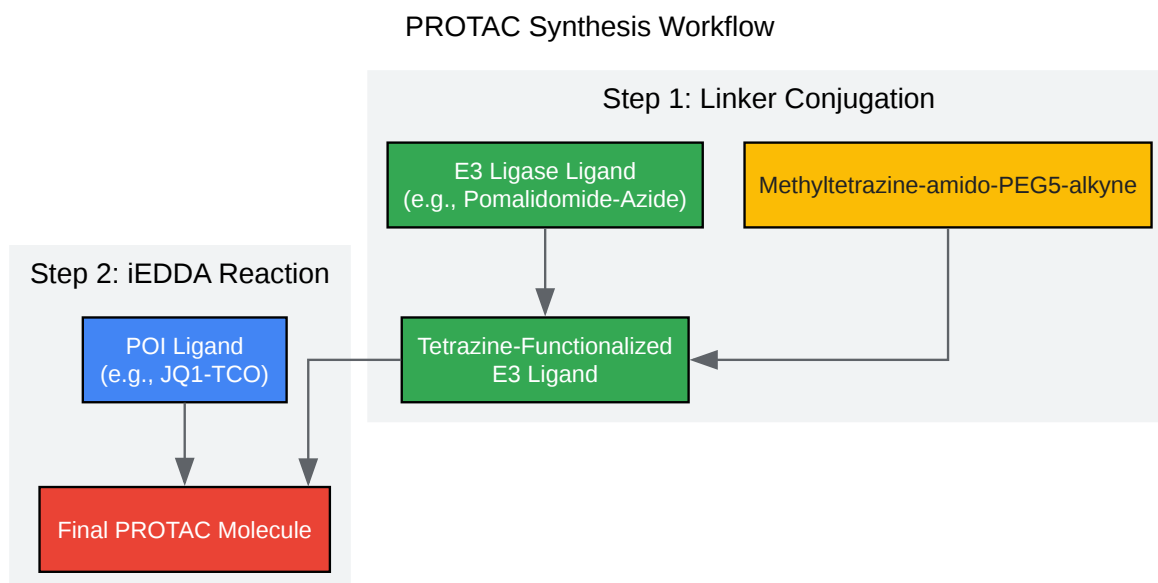 PROTAC Synthesis Workflow
Step 1: Linker Conjugation
E3 Ligase Ligand
(e.g., Pomalidomide-Azide)
Methyltetrazine-amido-PEG5-alkyne
Step 2: iEDDA Reaction
POI Ligand
(e.g., JQ1-TCO)
Tetrazine-Functionalized
E3 Ligand
Final PROTAC Molecule